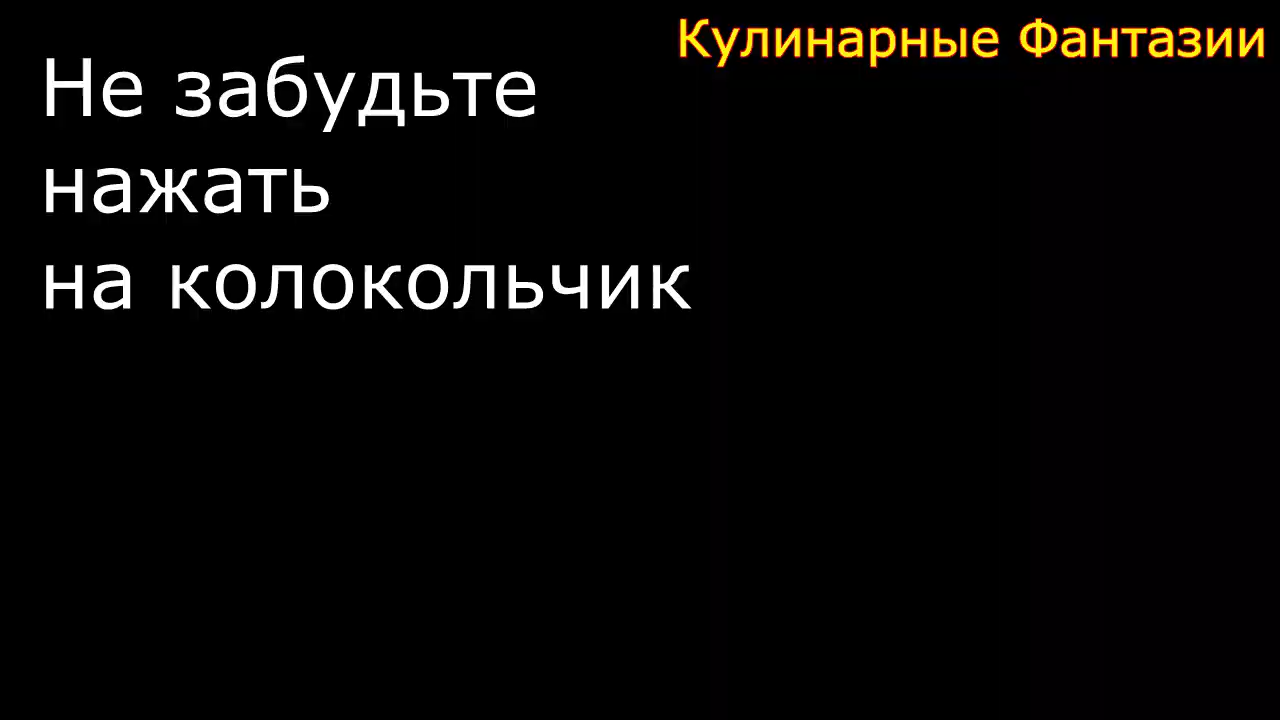 Кулинарные Фантазии
Не забудьте
нажать
на колокольчик